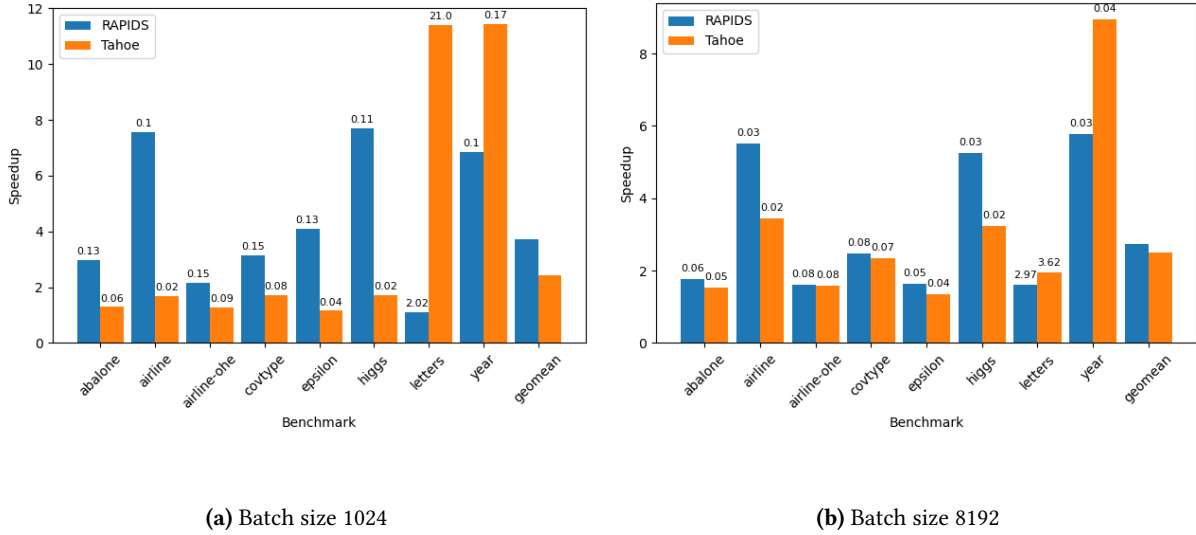 12
10
8
6
4
2
0
Speedup
RAPIDS
Tahoe
0.13
0.06
0.1
0.02
0.15
0.09
0.15
0.08
0.13
0.04
0.11
0.02
2.02
21.0
0.1
0.17
abalone
airline
airline-ohe
covtype
epsilon
higgs
letters
year
geomean
Benchmark
(a) Batch size 1024
8
6
4
2
0
Speedup
RAPIDS
Tahoe
0.06
0.05
0.03
0.02
0.08
0.08
0.08
0.07
0.05
0.04
0.03
0.02
2.97
3.62
0.03
0.04
abalone
airline
airline-ohe
covtype
epsilon
higgs
letters
year
geomean
Benchmark
(b) Batch size 8192